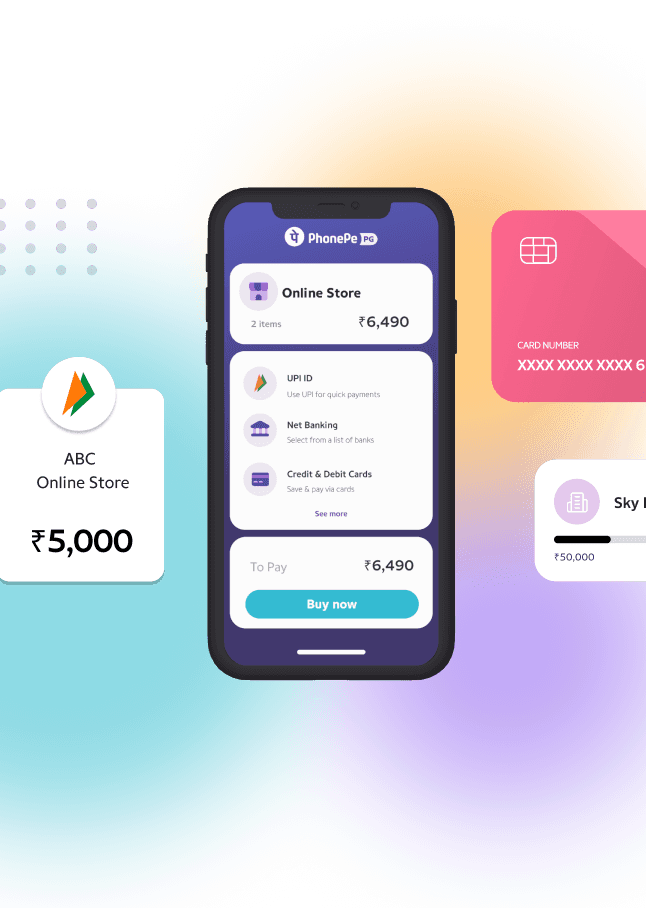 पे PhonePe PG
Online Store
2 items ₹6,490
UPI ID
Use UPI for quick payments
Net Banking
Select from a list of banks
Credit & Debit Cards
Save & pay via cards
See more
To Pay ₹6,490
Buy now
ABC
Online Store
₹5,000
CARD NUMBER
XXXX XXXX XXXX 6
Sky
₹50,000